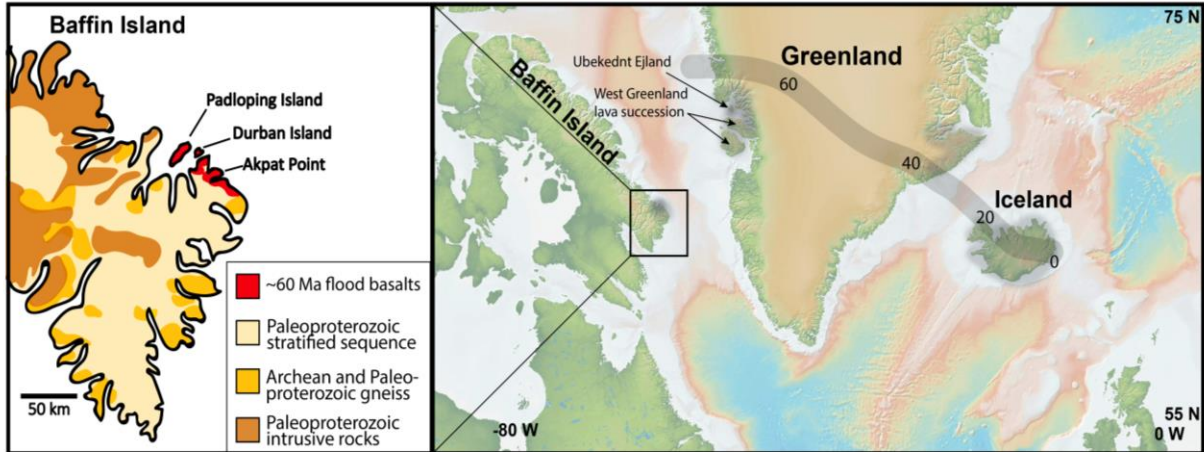 Baffin Island
Padloping Island
Durban Island
Akpat Point
~60 Ma flood basalts
Paleoproterozoic
stratified sequence
Archean and Paleo-
proterozoic gneiss
Paleoproterozoic
intrusive rocks
50 km
75 N
Greenland
Ubekednt Ejland
West Greenland
lava succession
Baffin Island
60
40
Iceland
20
0
-80 W
55 N
0 W